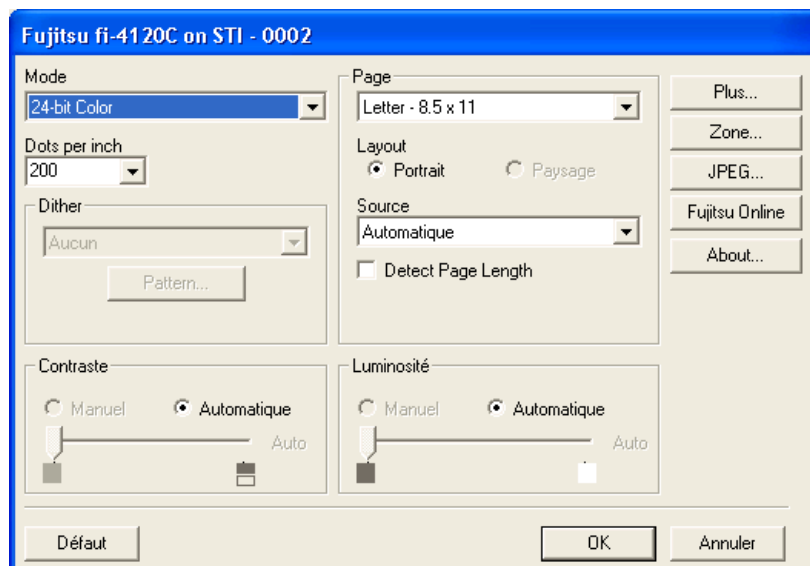 Fujitsu fi-4120C on STI - 0002
Mode
24-bit Color
Dots per inch
200
Dither
Aucun
Pattern...
Page
Letter - 8.5 x 11
Layout
Portrait
Paysage
Source
Automatique
Detect Page Length
Plus...
Zone...
JPEG...
Fujitsu Online
About...
Contraste
Manuel
Automatique
Auto
Luminosité
Manuel
Automatique
Auto
Défaut
OK
Annuler